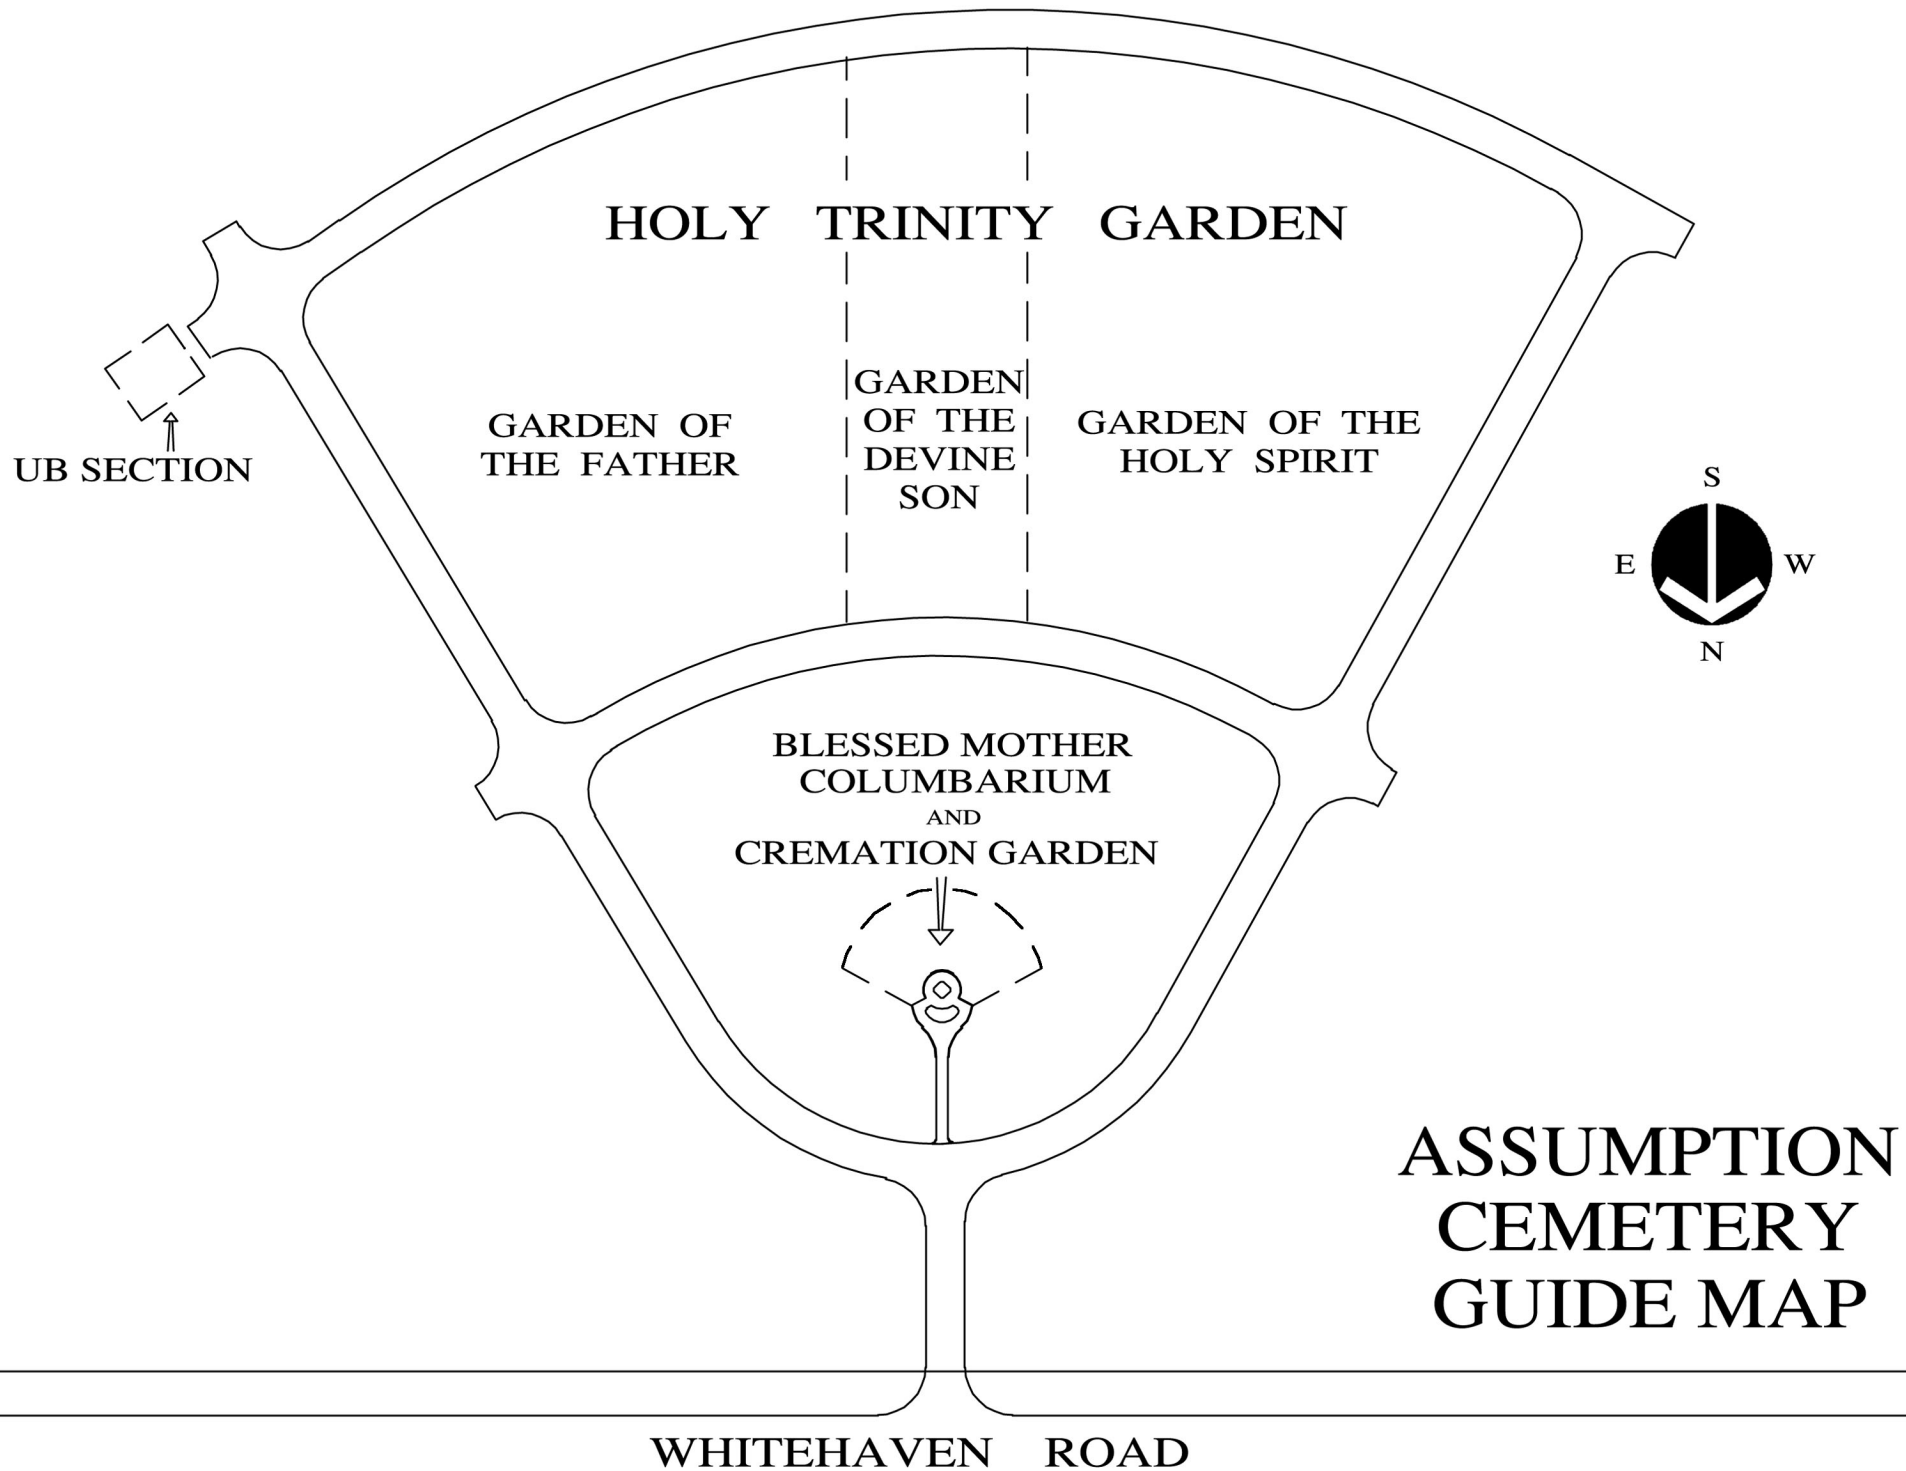 HOLY TRINITY GARDEN
GARDEN OF
THE FATHER
GARDEN
OF THE
DEVINE
SON
GARDEN OF THE
HOLY SPIRIT
UB SECTION
S
E W
N
BLESSED MOTHER
COLUMBARIUM
AND
CREMATION GARDEN
ASSUMPTION
CEMETERY
GUIDE MAP
WHITEHAVEN ROAD